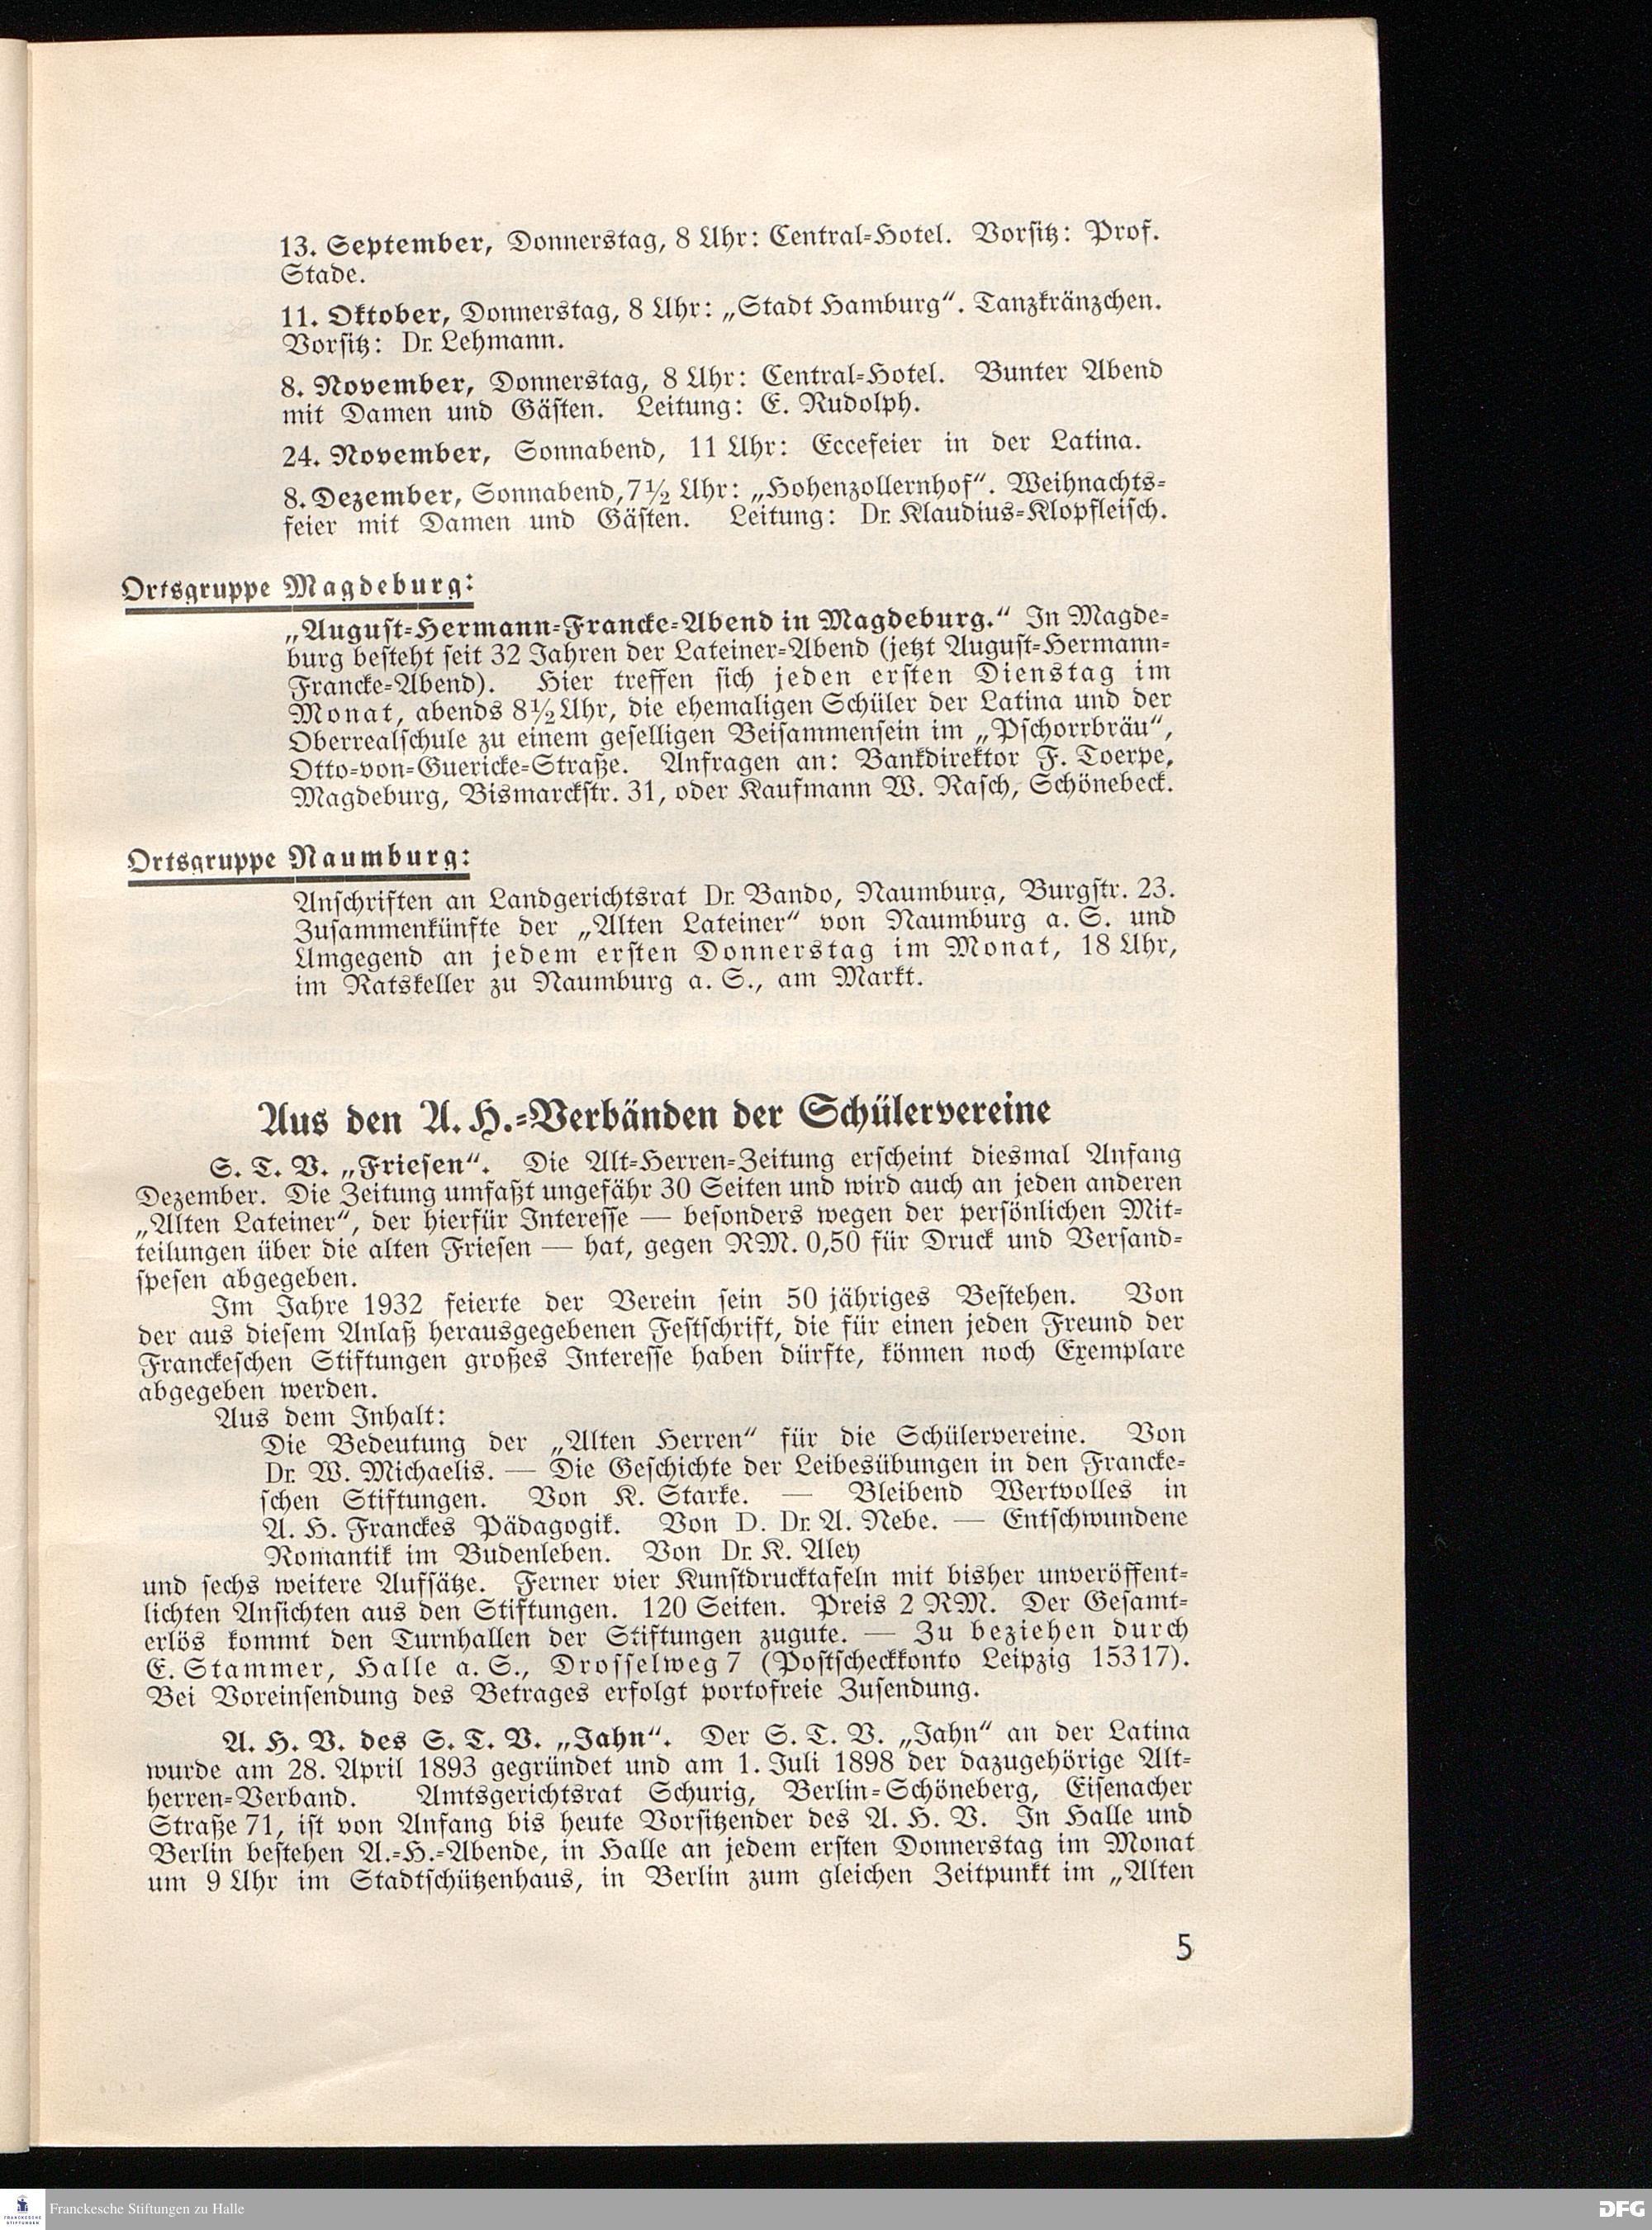 13. September, Donnerstag, 8 Uhr: Central-Hotel. Vorsitz: Prof.
Stade.
11. Oktober, Donnerstag, 8 Uhr: „Stadt Hamburg“. Tanzkränzchen.
Vorsitz: Dr. Lehmann.
8. November, Donnerstag, 8 Uhr: Central-Hotel. Bunter Abend
mit Damen und Gästen. Leitung: E. Rudolph.
24. November, Sonnabend, 11 Uhr: Eccefeier in der Latina.
8. Dezember, Sonnabend, 7½ Uhr: „Hohenzollernhof“. Weihnachts-
feier mit Damen und Gästen. Leitung: Dr. Klaudius-Klopfleisch.
Ortsgruppe Magdeburg:
„August-Hermann-Francke-Abend in Magdeburg.“ In Magde-
burg besteht seit 32 Jahren der Lateiner-Abend (jetzt August-Hermann-
Francke-Abend). Hier treffen sich jeden ersten Dienstag im
Monat, abends 8½ Uhr, die ehemaligen Schüler der Latina und der
Oberrealschule zu einem geselligen Beisammensein im „Pschorrbräu“,
Otto-von-Guericke-Straße. Anfragen an: Bankdirektor F. Toerpe,
Magdeburg, Bismarckstr. 31, oder Kaufmann W. Rasch, Schönebeck.
Ortsgruppe Naumburg:
Anschriften an Landgerichtsrat Dr. Bando, Naumburg, Burgstr. 23.
Zusammenkünfte der „Alten Lateiner“ von Naumburg a. S. und
Umgegend an jedem ersten Donnerstag im Monat, 18 Uhr,
im Ratskeller zu Naumburg a. S., am Markt.
Aus den A. H.-Verbänden der Schülervereine
S. T. V. „Friesen“. Die Alt-Herren-Zeitung erscheint diesmal Anfang
Dezember. Die Zeitung umfaßt ungefähr 30 Seiten und wird auch an jeden anderen
„Alten Lateiner“, der hierfür Interesse — besonders wegen der persönlichen Mit-
teilungen über die alten Friesen — hat, gegen RM. 0,50 für Druck und Versand-
spesen abgegeben.
Im Jahre 1932 feierte der Verein sein 50 jähriges Bestehen. Von
der aus diesem Anlaß herausgegebenen Festschrift, die für einen jeden Freund der
Franckeschen Stiftungen großes Interesse haben dürfte, können noch Exemplare
abgegeben werden.
Aus dem Inhalt:
Die Bedeutung der „Alten Herren“ für die Schülervereine. Von
Dr. W. Michaelis. — Die Geschichte der Leibesübungen in den Francke-
schen Stiftungen. Von K. Starke. — Bleibend Wertvolles in
A. H. Franckes Pädagogik. Von D. Dr. A. Nebe. — Entschwundene
Romantik im Budenleben. Von Dr. K. Aley
und sechs weitere Aufsätze. Ferner vier Kunstdrucktafeln mit bisher unveröffent-
lichten Ansichten aus den Stiftungen. 120 Seiten. Preis 2 RM. Der Gesamt-
erlös kommt den Turnhallen der Stiftungen zugute. — Zu beziehen durch
E. Stammer, Halle a. S., Drosselweg 7 (Postscheckkonto Leipzig 15317).
Bei Voreinsendung des Betrages erfolgt portofreie Zusendung.
A. H. V. des S. T. V. „Jahn“. Der S. T. V. „Jahn“ an der Latina
wurde am 28. April 1893 gegründet und am 1. Juli 1898 der dazugehörige Alt-
herren-Verband. Amtsgerichtsrat Schurig, Berlin-Schöneberg, Eisenacher
Straße 71, ist von Anfang bis heute Vorsitzender des A. H. V. In Halle und
Berlin bestehen A.-H.-Abende, in Halle an jedem ersten Donnerstag im Monat
um 9 Uhr im Stadtschützenhaus, in Berlin zum gleichen Zeitpunkt im „Alten
5
FRANCKESCHE
STIFTUNGEN
Franckesche Stiftungen zu Halle
DFG